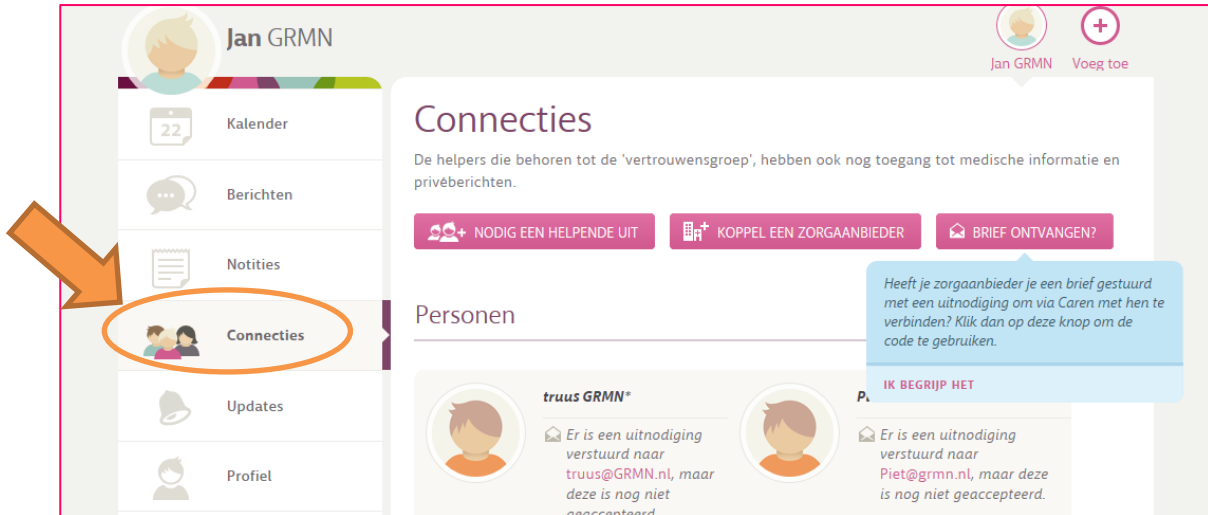 Jan GRMN
Jan GRMN
Voeg toe
22
Kalender
Berichten
Notities
Connecties
Updates
Profiel
Connecties
De helpers die behoren tot de 'vertrouwensgroep', hebben ook nog toegang tot medische informatie en
privéberichten.
NODIG EEN HELPENDE UIT
KOPPEL EEN ZORGAANBIEDER
BRIEF ONTVANGEN?
Heeft je zorgaanbieder je een brief gestuurd
met een uitnodiging om via Caren met hen te
verbinden? Klik dan op deze knop om de
code te gebruiken.
IK BEGRIJP HET
Personen
truus GRMN*
Er is een uitnodiging
verstuurd naar
truus@GRMN.nl, maar
deze is nog niet
geaccepteerd.
Er is een uitnodiging
verstuurd naar
Piet@grmn.nl, maar deze
is nog niet geaccepteerd.